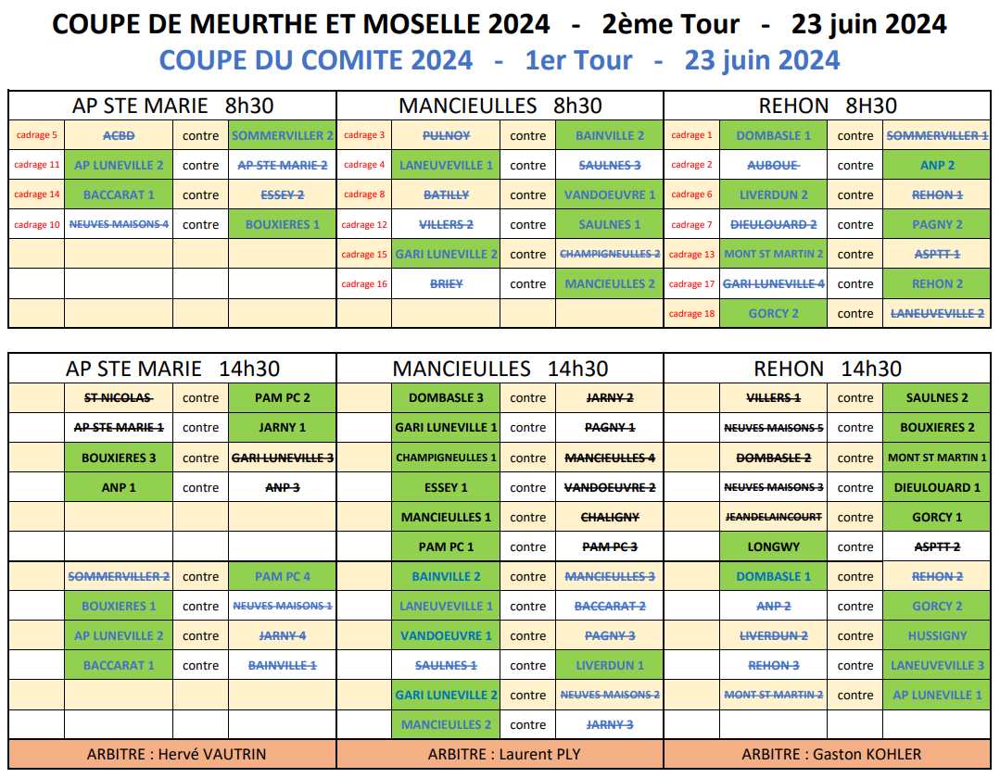 COUPE DE MEURTHE ET MOSELLE 2024 - 2ème Tour - 23 juin 2024
COUPE DU COMITE 2024 - 1er Tour - 23 juin 2024
AP STE MARIE 8h30 MANCIEULLES 8h30 REHON 8H30
cadrage 5 ACBD contre SOMMERVILLER 2 cadrage 3 PULNOY contre BAINVILLE 2 cadrage 1 DOMBASLE 1 contre SOMMERVILLER 1
cadrage 11 AP LUNEVILLE 2 contre AP STE MARIE 2 cadrage 4 LANEUVEVILLE 1 contre SAULNES 3 cadrage 2 AUBOUE contre ANP 2
cadrage 14 BACCARAT 1 contre ESSEY 2 cadrage 8 BATILLY contre VANDOEUVRE 1 cadrage 6 LIVERDUN 2 contre REHON 1
cadrage 10 NEUVES MAISONS 4 contre BOUXIERES 1 cadrage 12 VILLERS 2 contre SAULNES 1 cadrage 7 DIEULOUARD 2 contre PAGNY 2
cadrage 15 GARI LUNEVILLE 2 contre CHAMPIGNEULLES 2 cadrage 13 MONT ST MARTIN 2 contre ASPTT 1
cadrage 16 BRIEY contre MANCIEULLES 2 cadrage 17 GARI LUNEVILLE 4 contre REHON 2
cadrage 18 GORCY 2 contre LANEUVEVILLE 2
AP STE MARIE 14h30 MANCIEULLES 14h30 REHON 14h30
ST NICOLAS contre PAM PC 2 DOMBASLE 3 contre JARNY 2 VILLERS 1 contre SAULNES 2
AP STE MARIE 1 contre JARNY 1 GARI LUNEVILLE 1 contre PAGNY 1 NEUVES MAISONS 5 contre BOUXIERES 2
BOUXIERES 3 contre GARI LUNEVILLE 3 CHAMPIGNEULLES 1 contre MANCIEULLES 4 DOMBASLE 2 contre MONT ST MARTIN 1
ANP 1 contre ANP 3 ESSEY 1 contre VANDOEUVRE 2 NEUVES MAISONS 3 contre DIEULOUARD 1
MANCIEULLES 1 contre CHALIGNY JEANDELAINCOURT contre GORCY 1
PAM PC 1 contre PAM PC 3 LONGWY contre ASPTT 2
SOMMERVILLER 2 contre PAM PC 4 BAINVILLE 2 contre MANCIEULLES 3 DOMBASLE 1 contre REHON 2
BOUXIERES 1 contre NEUVES MAISONS 1 LANEUVEVILLE 1 contre BACCARAT 2 ANP 2 contre GORCY 2
AP LUNEVILLE 2 contre JARNY 4 VANDOEUVRE 1 contre PAGNY 3 LIVERDUN 2 contre HUSSIGNY
BACCARAT 1 contre BAINVILLE 1 SAULNES 1 contre LIVERDUN 1 REHON 3 contre LANEUVEVILLE 3
GARI LUNEVILLE 2 contre NEUVES MAISONS 2 MONT ST MARTIN 2 contre AP LUNEVILLE 1
MANCIEULLES 2 contre JARNY 3
ARBITRE : Hervé VAUTRIN ARBITRE : Laurent PLY ARBITRE : Gaston KOHLER